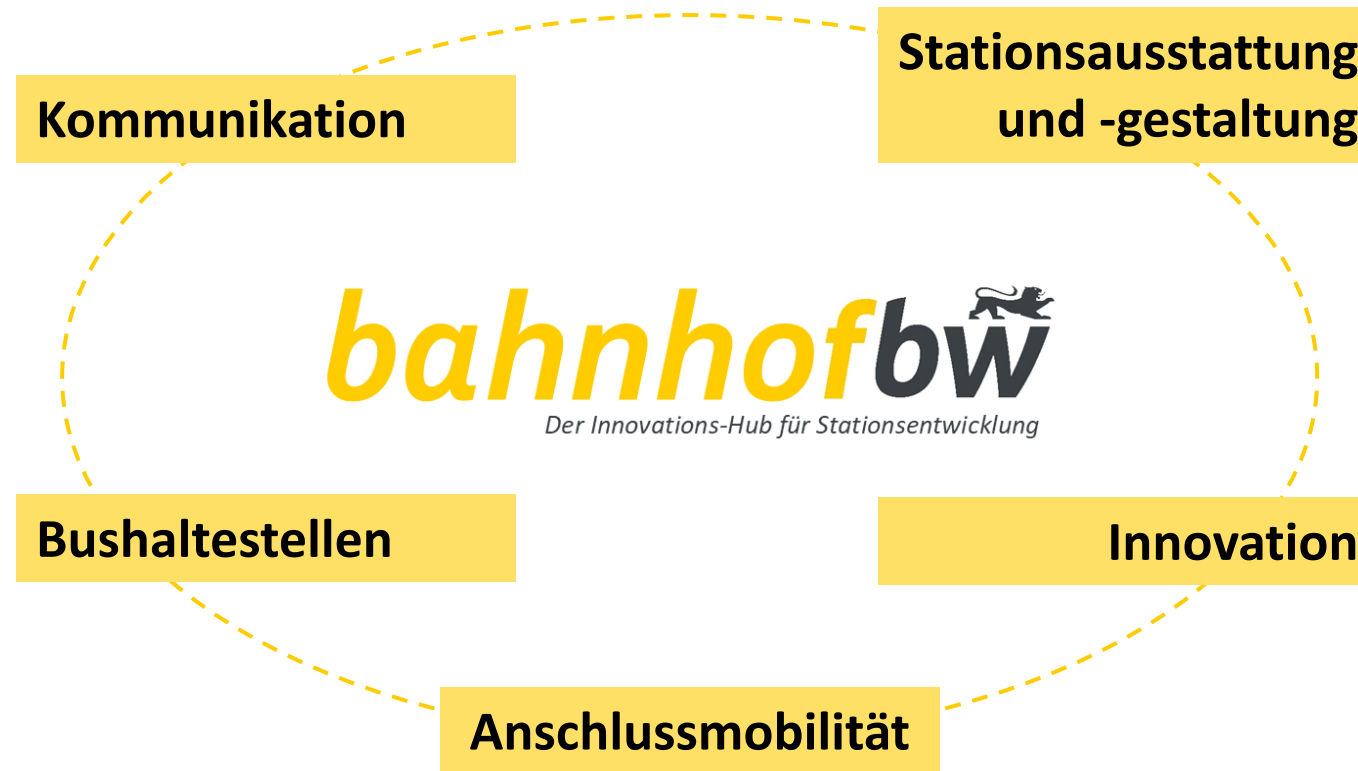 Stationsausstattung
und -gestaltung
Kommunikation
bahnhofbw
Der Innovations-Hub für Stationsentwicklung
Bushaltestellen
Innovation
Anschlussmobilität